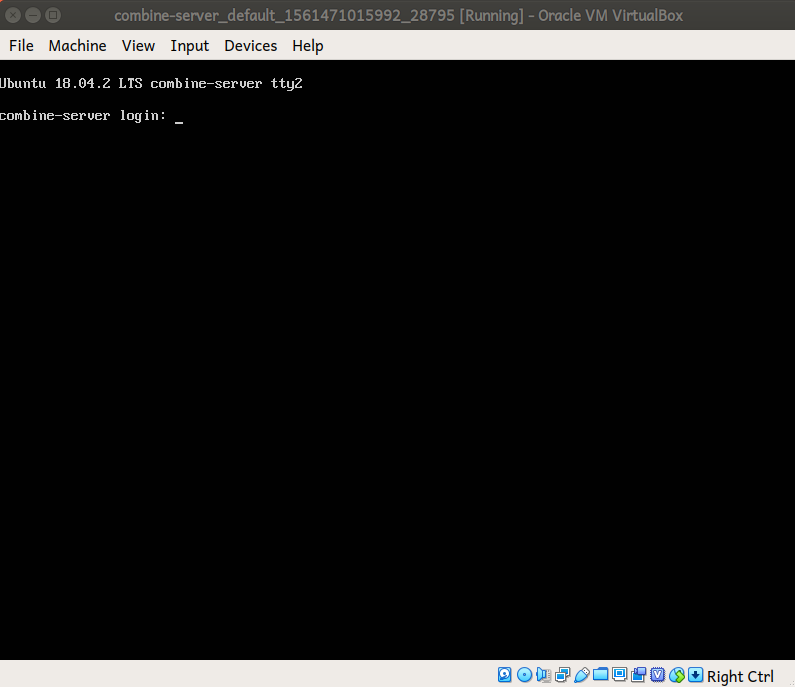 combine-server_default_1561471015992_28795 [Running] - Oracle VM VirtualBox
File Machine View Input Devices Help
Ubuntu 18.04.2 LTS combine-server tty2
combine-server login: _
Right Ctrl